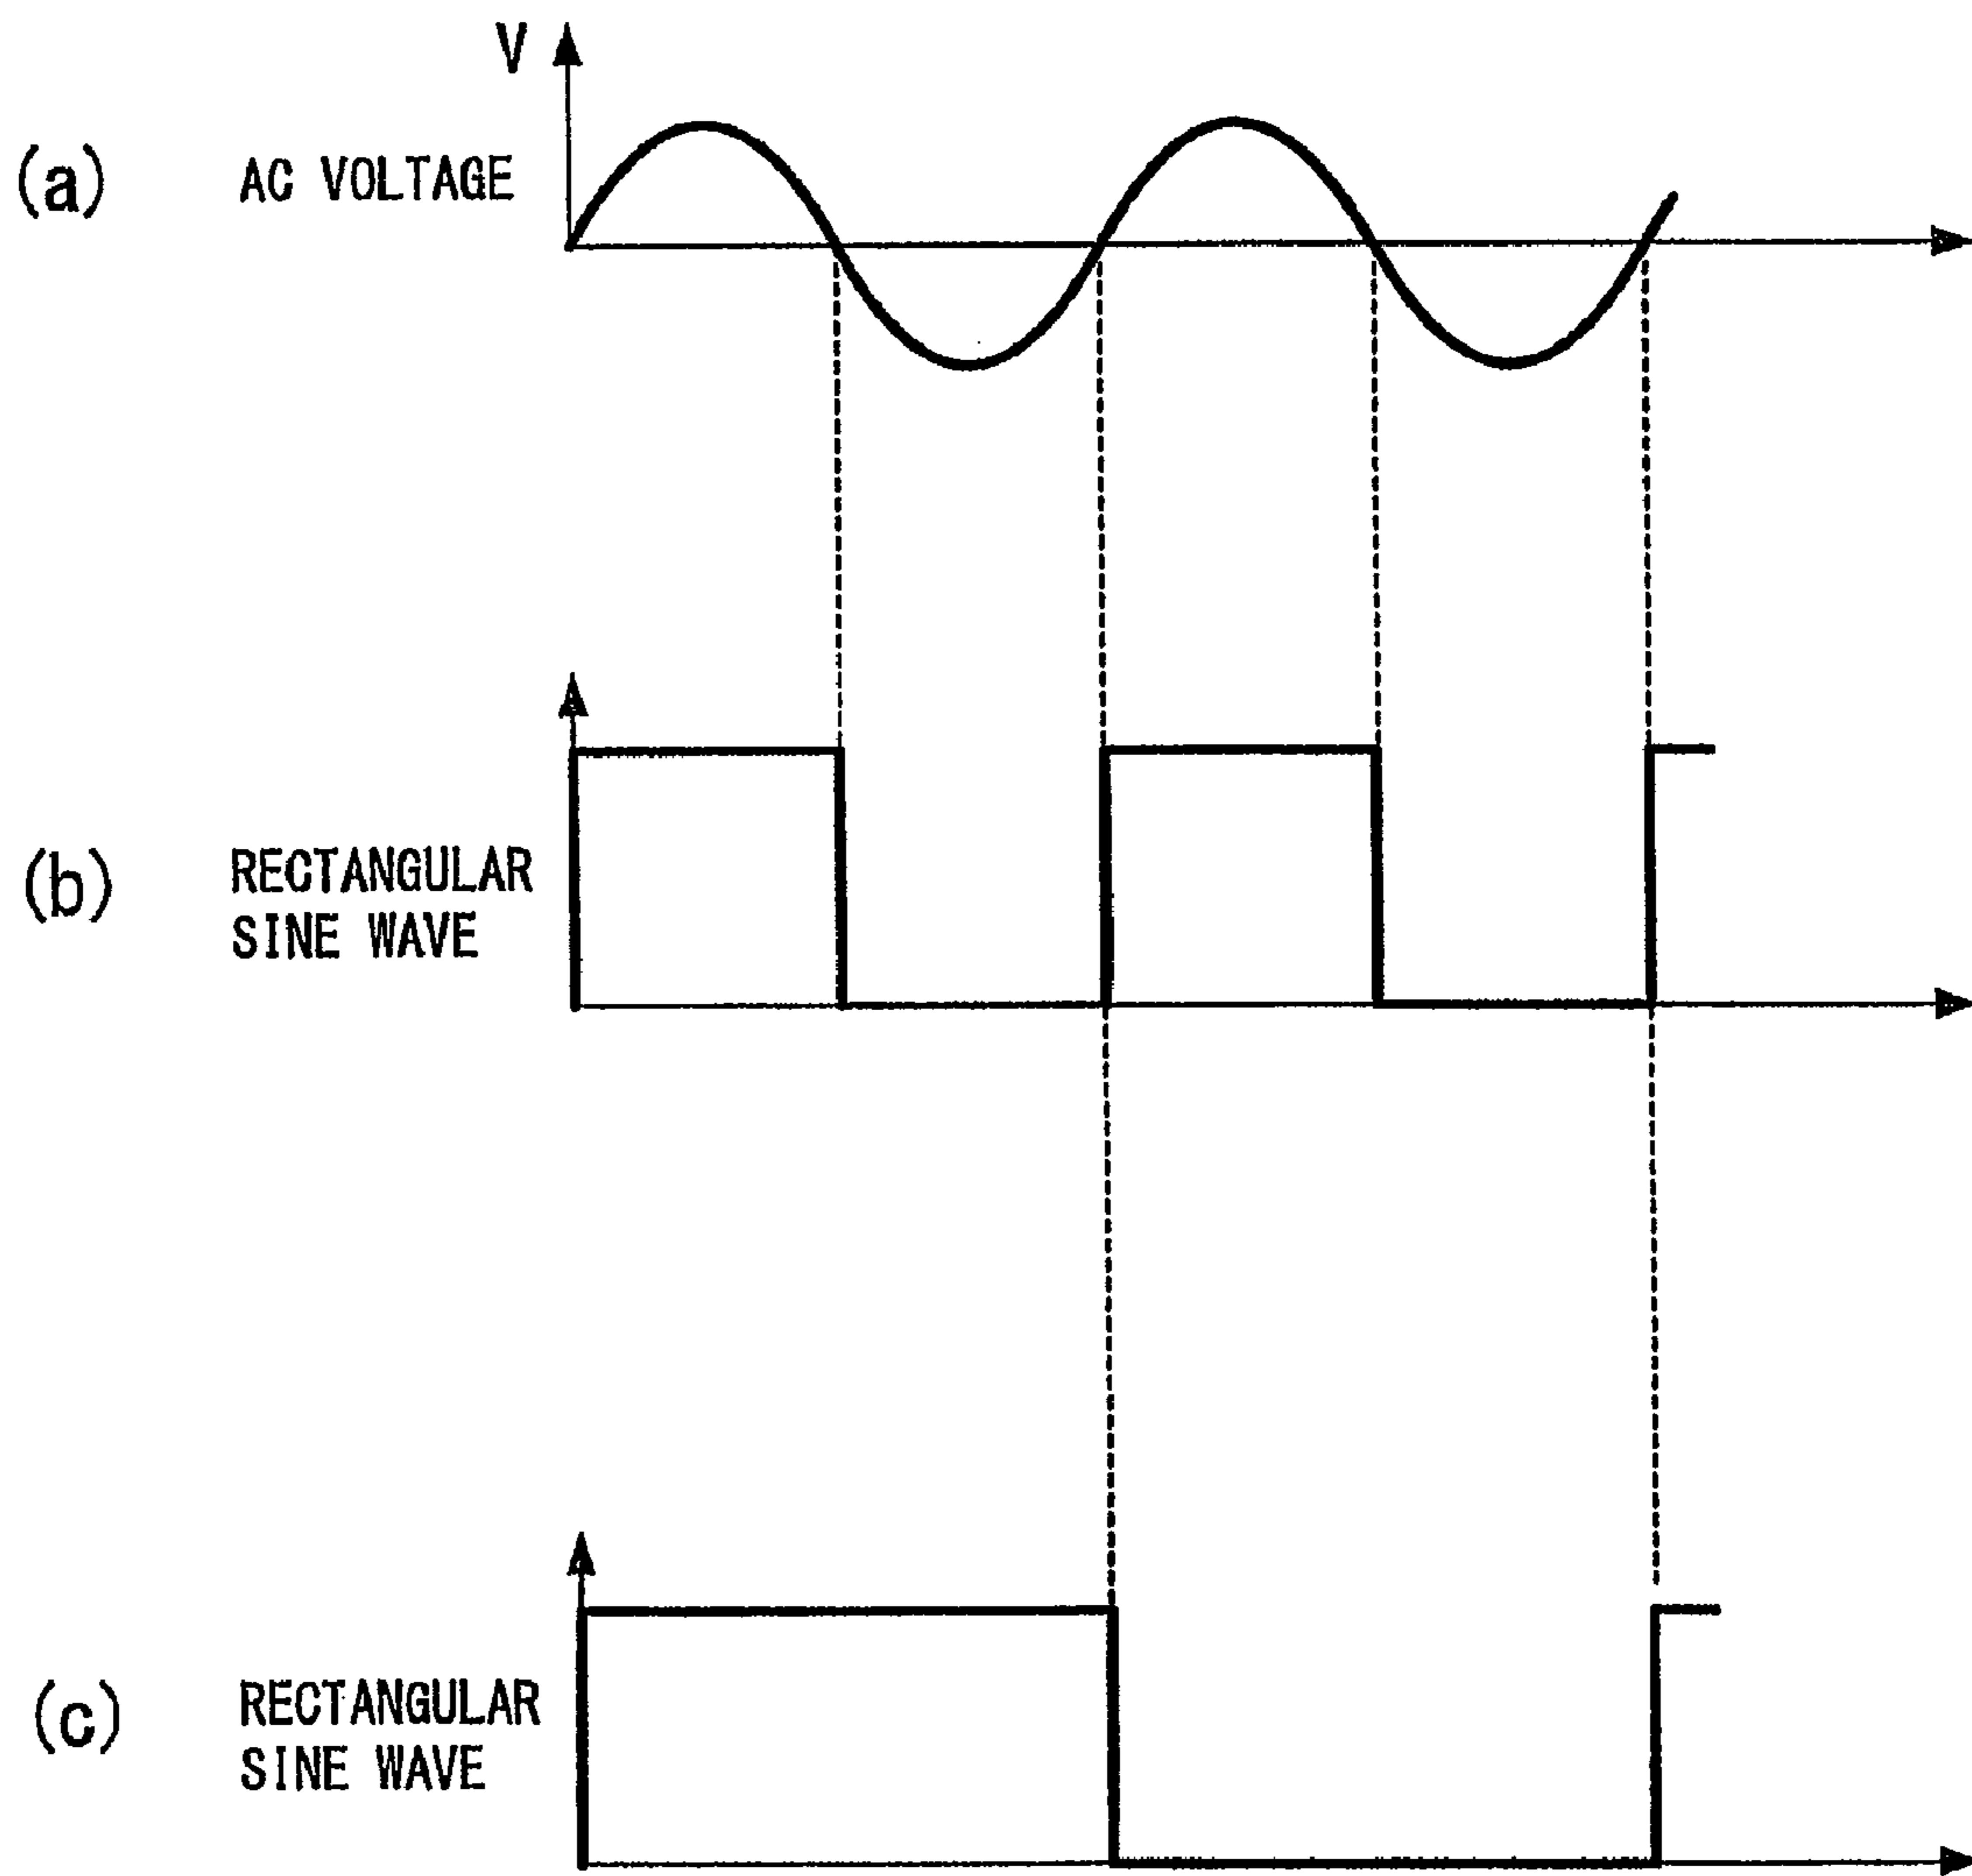 V
(a) AC VOLTAGE
(b) RECTANGULAR
SINE WAVE
(c) RECTANGULAR
SINE WAVE